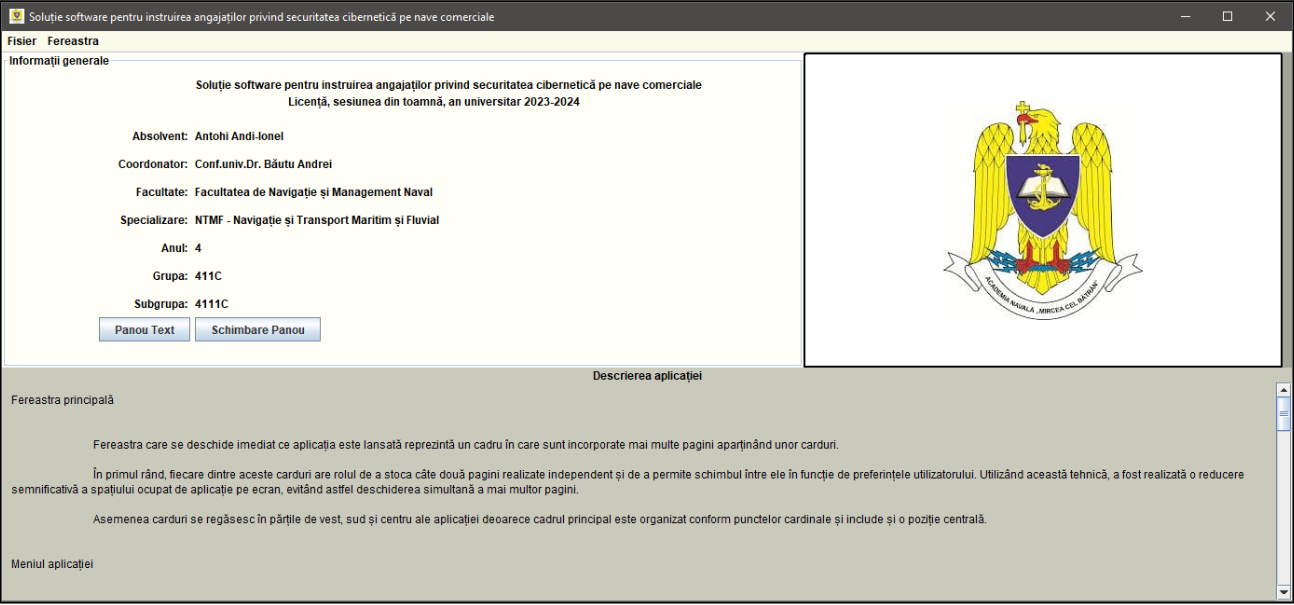 Soluție software pentru instruirea angajaților privind securitatea cibernetică pe nave comerciale
Fisier Fereastra
Informații generale
Soluție software pentru instruirea angajaților privind securitatea cibernetică pe nave comerciale
Licență, sesiunea din toamnă, an universitar 2023-2024
Absolvent: Antohi Andi-Ionel
Coordonator: Conf.univ.Dr. Băutu Andrei
Facultate: Facultatea de Navigație și Management Naval
Specializare: NTMF - Navigație și Transport Maritim și Fluvial
Anul: 4
Grupa: 411C
Subgrupa: 4111C
Panou Text Schimbare Panou
ACADEMIA NAVALĂ „MIRCEA CEL BĂTRÂN”
Descrierea aplicației
Fereastra principală
Fereastra care se deschide imediat ce aplicația este lansată reprezintă un cadru în care sunt incorporate mai multe pagini aparținând unor carduri.
În primul rând, fiecare dintre aceste carduri are rolul de a stoca câte două pagini realizate independent și de a permite schimbul între ele în funcție de preferințele utilizatorului. Utilizând această tehnică, a fost realizată o reducere
semnificativă a spațiului ocupat de aplicație pe ecran, evitând astfel deschiderea simultană a mai multor pagini.
Asemenea carduri se regăsesc în părțile de vest, sud și centru ale aplicației deoarece cadrul principal este organizat conform punctelor cardinale și include și o poziție centrală.
Meniul aplicației